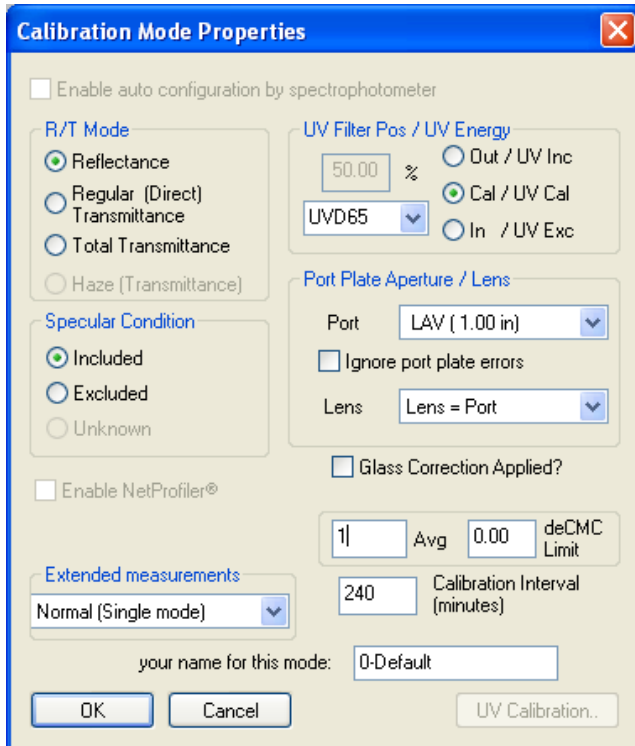 Calibration Mode Properties
Enable auto configuration by spectrophotometer
R/T Mode
Reflectance
Regular (Direct)
Transmittance
Total Transmittance
Haze (Transmittance)
UV Filter Pos / UV Energy
50.00 %
UVD65
Out / UV Inc
Cal / UV Cal
In / UV Exc
Specular Condition
Included
Excluded
Unknown
Port Plate Aperture / Lens
Port LAV ( 1.00 in)
Ignore port plate errors
Lens Lens = Port
Glass Correction Applied?
Enable NetProfiler®
1 Avg 0.00 deCMC
Limit
Extended measurements
Normal (Single mode)
240 Calibration Interval
(minutes)
your name for this mode: 0-Default
OK Cancel UV Calibration..